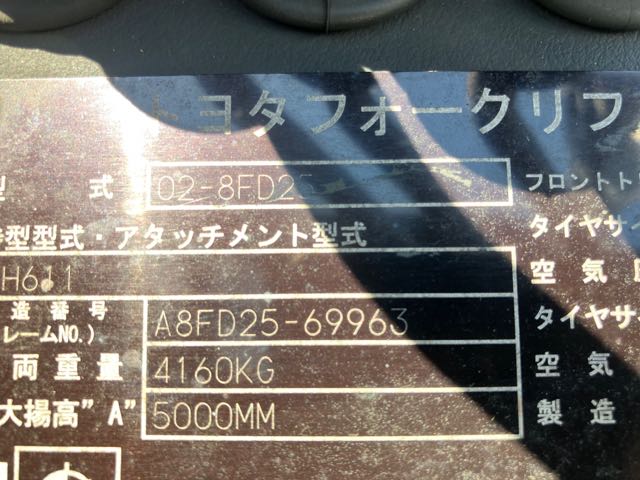 トヨタフォークリフ
型 式 02-8FD25 フロント
型型式・アタッチメント型式 タイヤサイ
H611 空気
造番号 A8FD25-69963 タイヤサ
レームNO.)
両重量 4160KG 空気
大揚高"A" 5000MM 製造